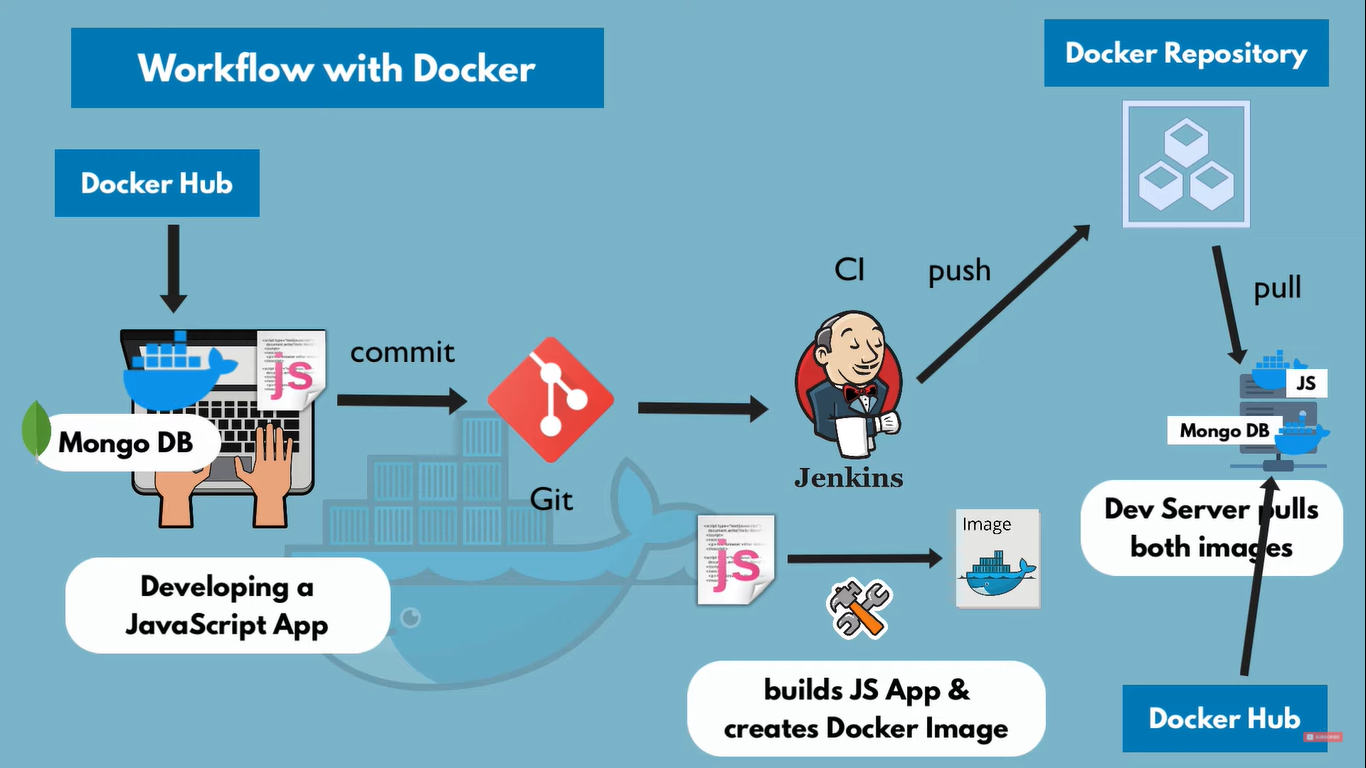 Workflow with Docker
Docker Repository
Docker Hub
CI
push
pull
commit
js
JS
Mongo DB
Mongo DB
Jenkins
Git
Dev Server pulls
both images
js
Image
Developing a
JavaScript App
builds JS App &
creates Docker Image
Docker Hub
SUBSCRIBE